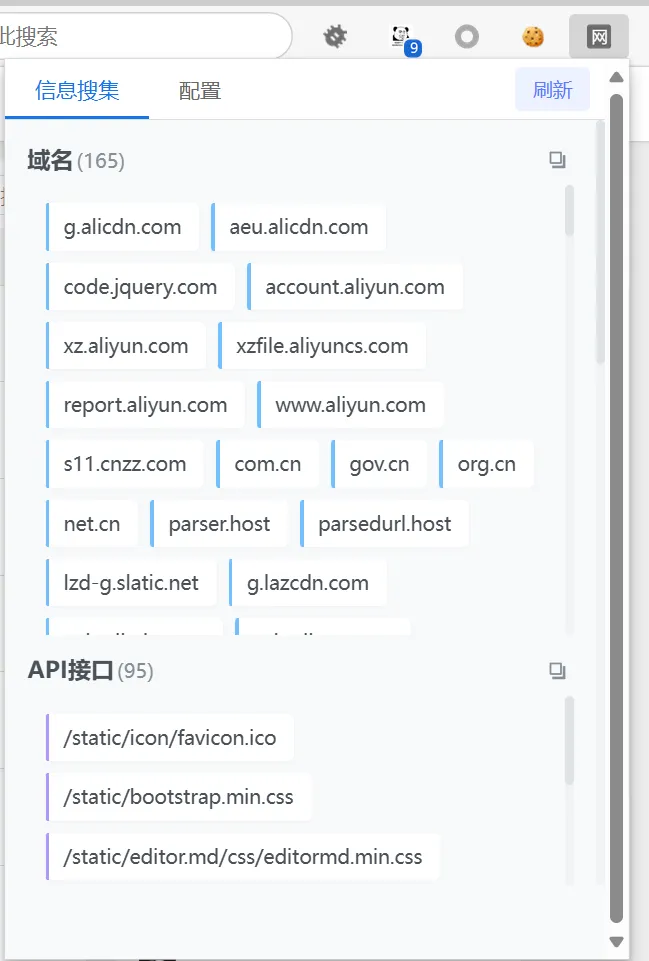 此搜索
9
网
信息搜集 配置 刷新
域名 (165)
g.alicdn.com aeu.alicdn.com
code.jquery.com account.aliyun.com
xz.aliyun.com xzfile.aliyuncs.com
report.aliyun.com www.aliyun.com
s11.cnzz.com com.cn gov.cn org.cn
net.cn parser.host parsedurl.host
lzd-g.slatic.net g.lazcdn.com
API接口 (95)
/static/icon/favicon.ico
/static/bootstrap.min.css
/static/editor.md/css/editormd.min.css